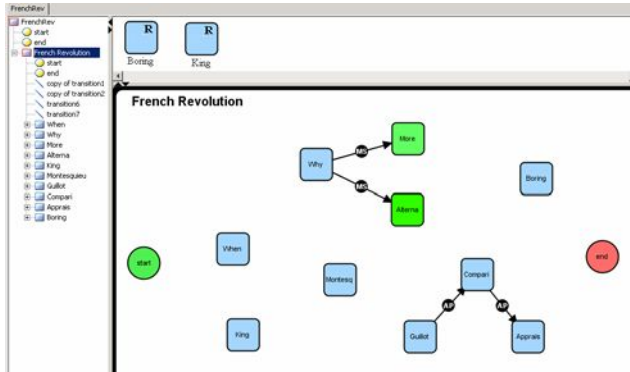 FrenchRev
FrenchRev
start
end
French Revolution
start
end
copy of transition1
copy of transition2
transition6
transition7
When
Why
More
Alterna
King
Montesquieu
Guillot
Compari
Apprais
Boring
R
R
Boring
King
French Revolution
More
MS
Why
MS
Boring
Alterna
When
start
end
Montesq
Compari
AP
AP
King
Guillot
Apprais